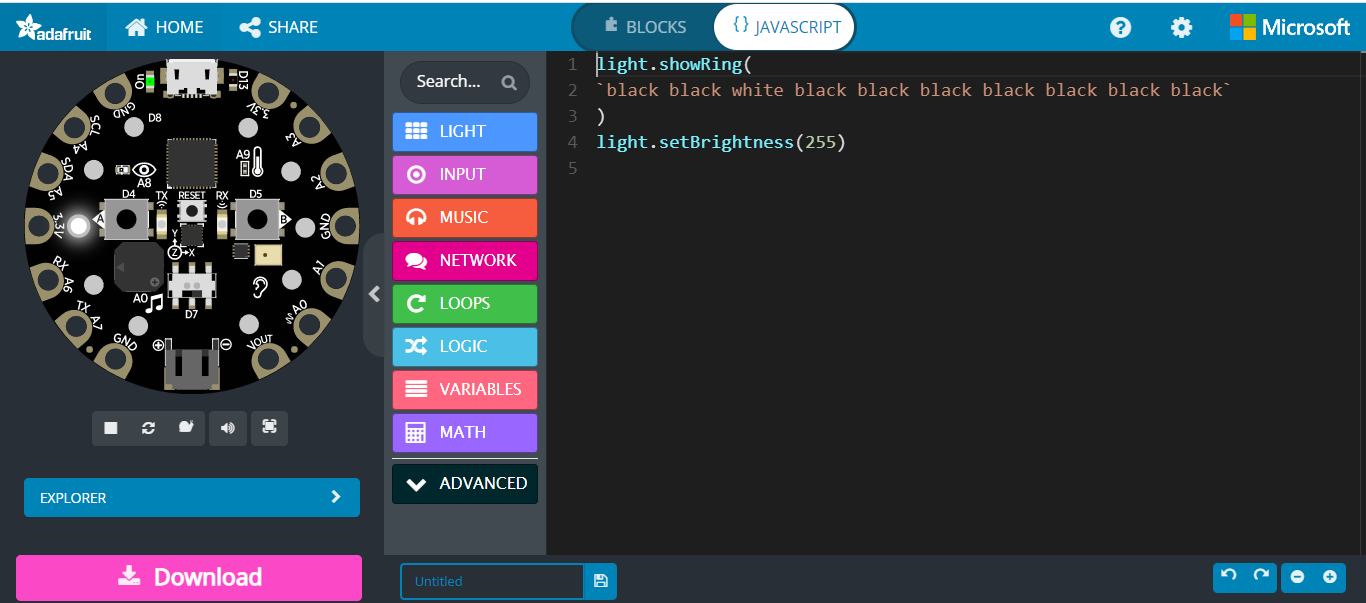 adafruit
HOME
SHARE
BLOCKS
{} JAVASCRIPT
?
Microsoft
On
D13
GND
D8
3.3V
SCL
A4
A3
SDA
A5
A8
A9
A2
D4
TX
RESET
RX
D5
3.3V
A
B
GND
Y
Z
X
RX
A6
A1
TX
A7
A0
D7
A0
GND
VOUT
EXPLORER
Download
Search...
LIGHT
INPUT
MUSIC
NETWORK
LOOPS
LOGIC
VARIABLES
MATH
ADVANCED
1 light.showRing(
2 `black black white black black black black black black black`
3 )
4 light.setBrightness(255)
5
Untitled